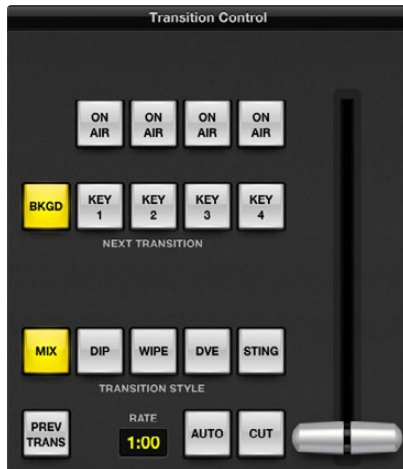 Transition Control
ON AIR ON AIR ON AIR ON AIR
BKGD KEY 1 KEY 2 KEY 3 KEY 4
NEXT TRANSITION
MIX DIP WIPE DVE STING
TRANSITION STYLE
PREV TRANS RATE 1:00 AUTO CUT